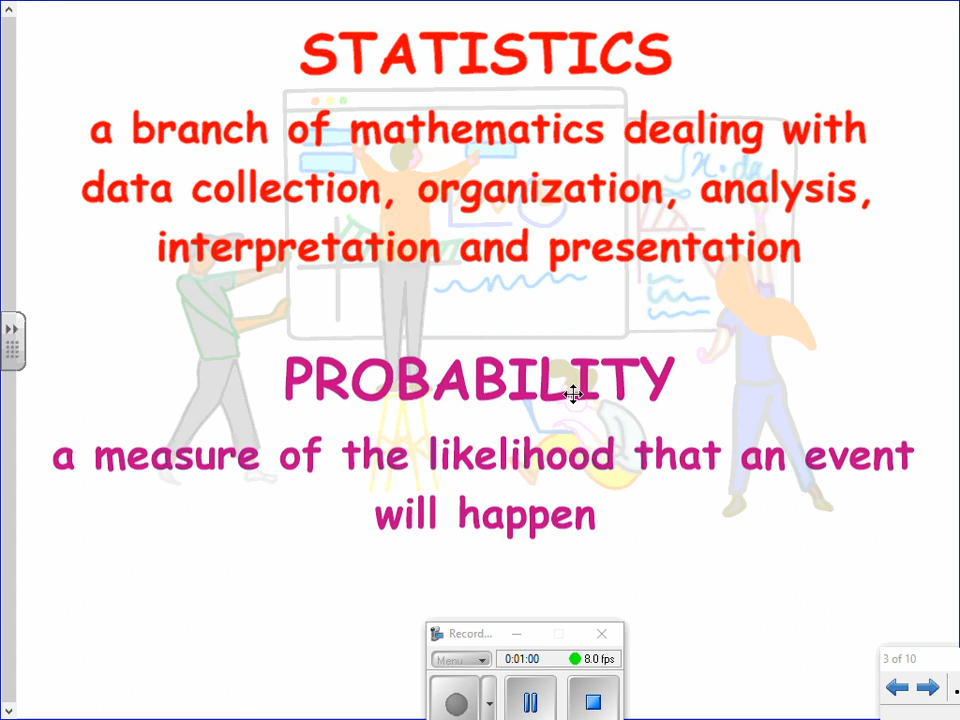 STATISTICS
a branch of mathematics dealing with
data collection, organization, analysis,
interpretation and presentation
PROBABILITY
a measure of the likelihood that an event
will happen
Record...
Menu
0:01:00
8.0 fps
3 of 10